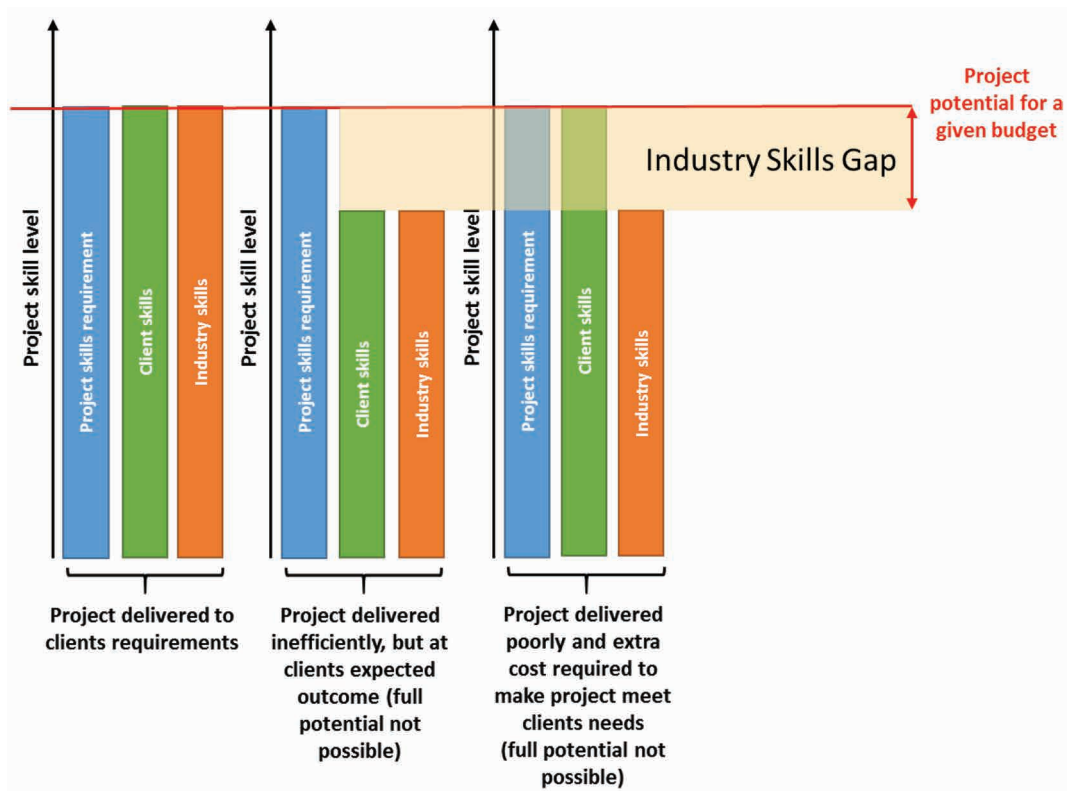 Project
potential for a
given budget
Industry Skills Gap
Project skill level
Project skills requirement
Client skills
Industry skills
Project skill level
Project skills requirement
Client skills
Industry skills
Project skill level
Project skills requirement
Client skills
Industry skills
Project delivered to
clients requirements
Project delivered
inefficiently, but at
clients expected
outcome (full
potential not
possible)
Project delivered
poorly and extra
cost required to
make project meet
clients needs
(full potential not
possible)